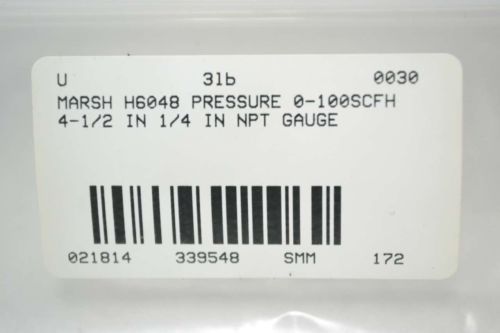 U 3lb 0030
MARSH H6048 PRESSURE 0-100SCFH
4-1/2 IN 1/4 IN NPT GAUGE
021814 339548 SMM 172